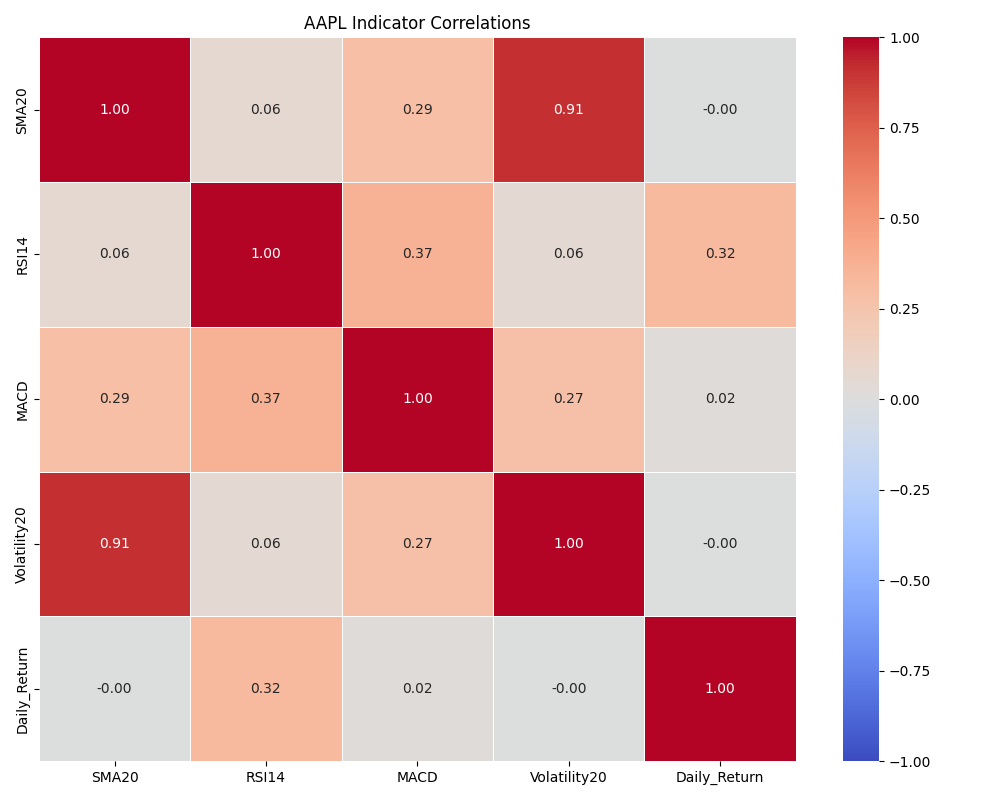 AAPL Indicator Correlations
SMA20 1.00 0.06 0.29 0.91 -0.00
RSI14 0.06 1.00 0.37 0.06 0.32
MACD 0.29 0.37 1.00 0.27 0.02
Volatility20 0.91 0.06 0.27 1.00 -0.00
Daily_Return -0.00 0.32 0.02 -0.00 1.00
SMA20 RSI14 MACD Volatility20 Daily_Return
1.00
0.75
0.50
0.25
0.00
−0.25
−0.50
−0.75
−1.00